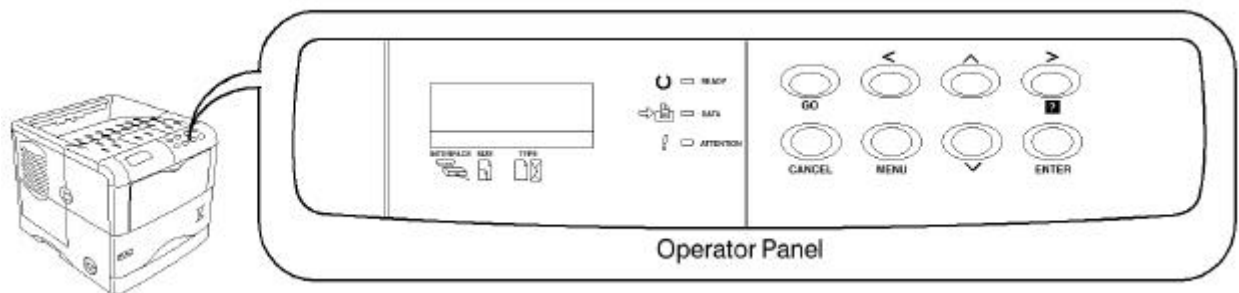 READY
DATA
ATTENTION
INTERFACE SIZE TYPE
< ∧ >
GO ?
CANCEL MENU ∨ ENTER
Operator Panel